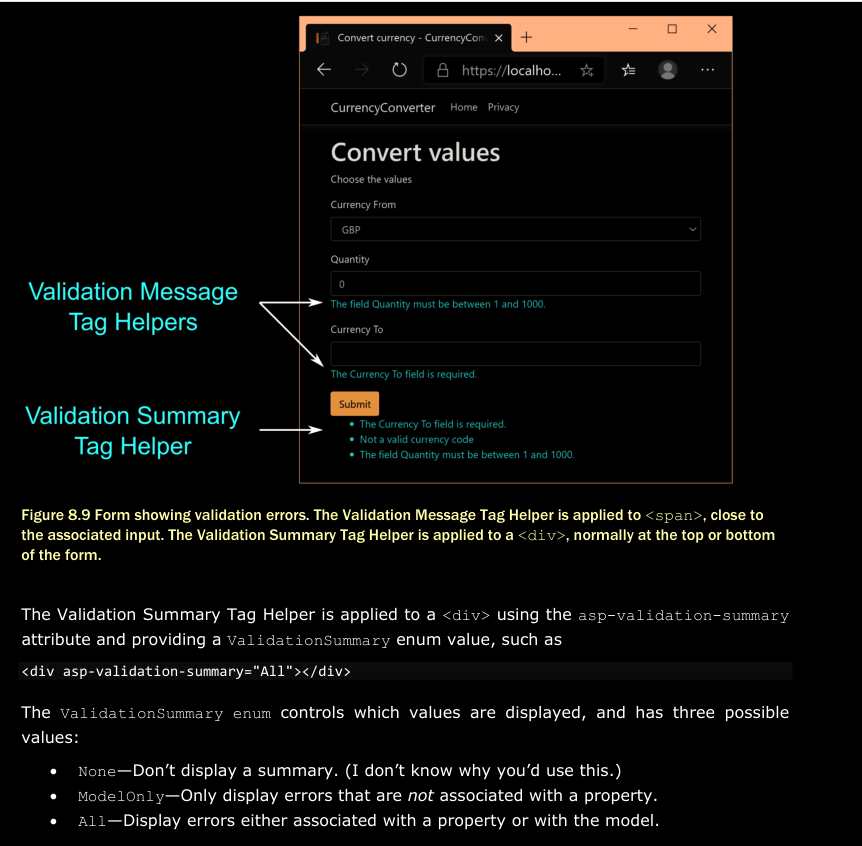 Convert currency - CurrencyCon
https://localho...
CurrencyConverter Home Privacy
Convert values
Choose the values
Currency From
GBP
Quantity
0
The field Quantity must be between 1 and 1000.
Validation Message
Tag Helpers
Currency To
The Currency To field is required.
Submit
Validation Summary
Tag Helper
• The Currency To field is required.
• Not a valid currency code
• The field Quantity must be between 1 and 1000.
Figure 8.9 Form showing validation errors. The Validation Message Tag Helper is applied to <span>, close to
the associated input. The Validation Summary Tag Helper is applied to a <div>, normally at the top or bottom
of the form.
The Validation Summary Tag Helper is applied to a <div> using the asp-validation-summary
attribute and providing a ValidationSummary enum value, such as
<div asp-validation-summary="All"></div>
The ValidationSummary enum controls which values are displayed, and has three possible
values:
• None—Don’t display a summary. (I don’t know why you’d use this.)
• ModelOnly—Only display errors that are not associated with a property.
• All—Display errors either associated with a property or with the model.